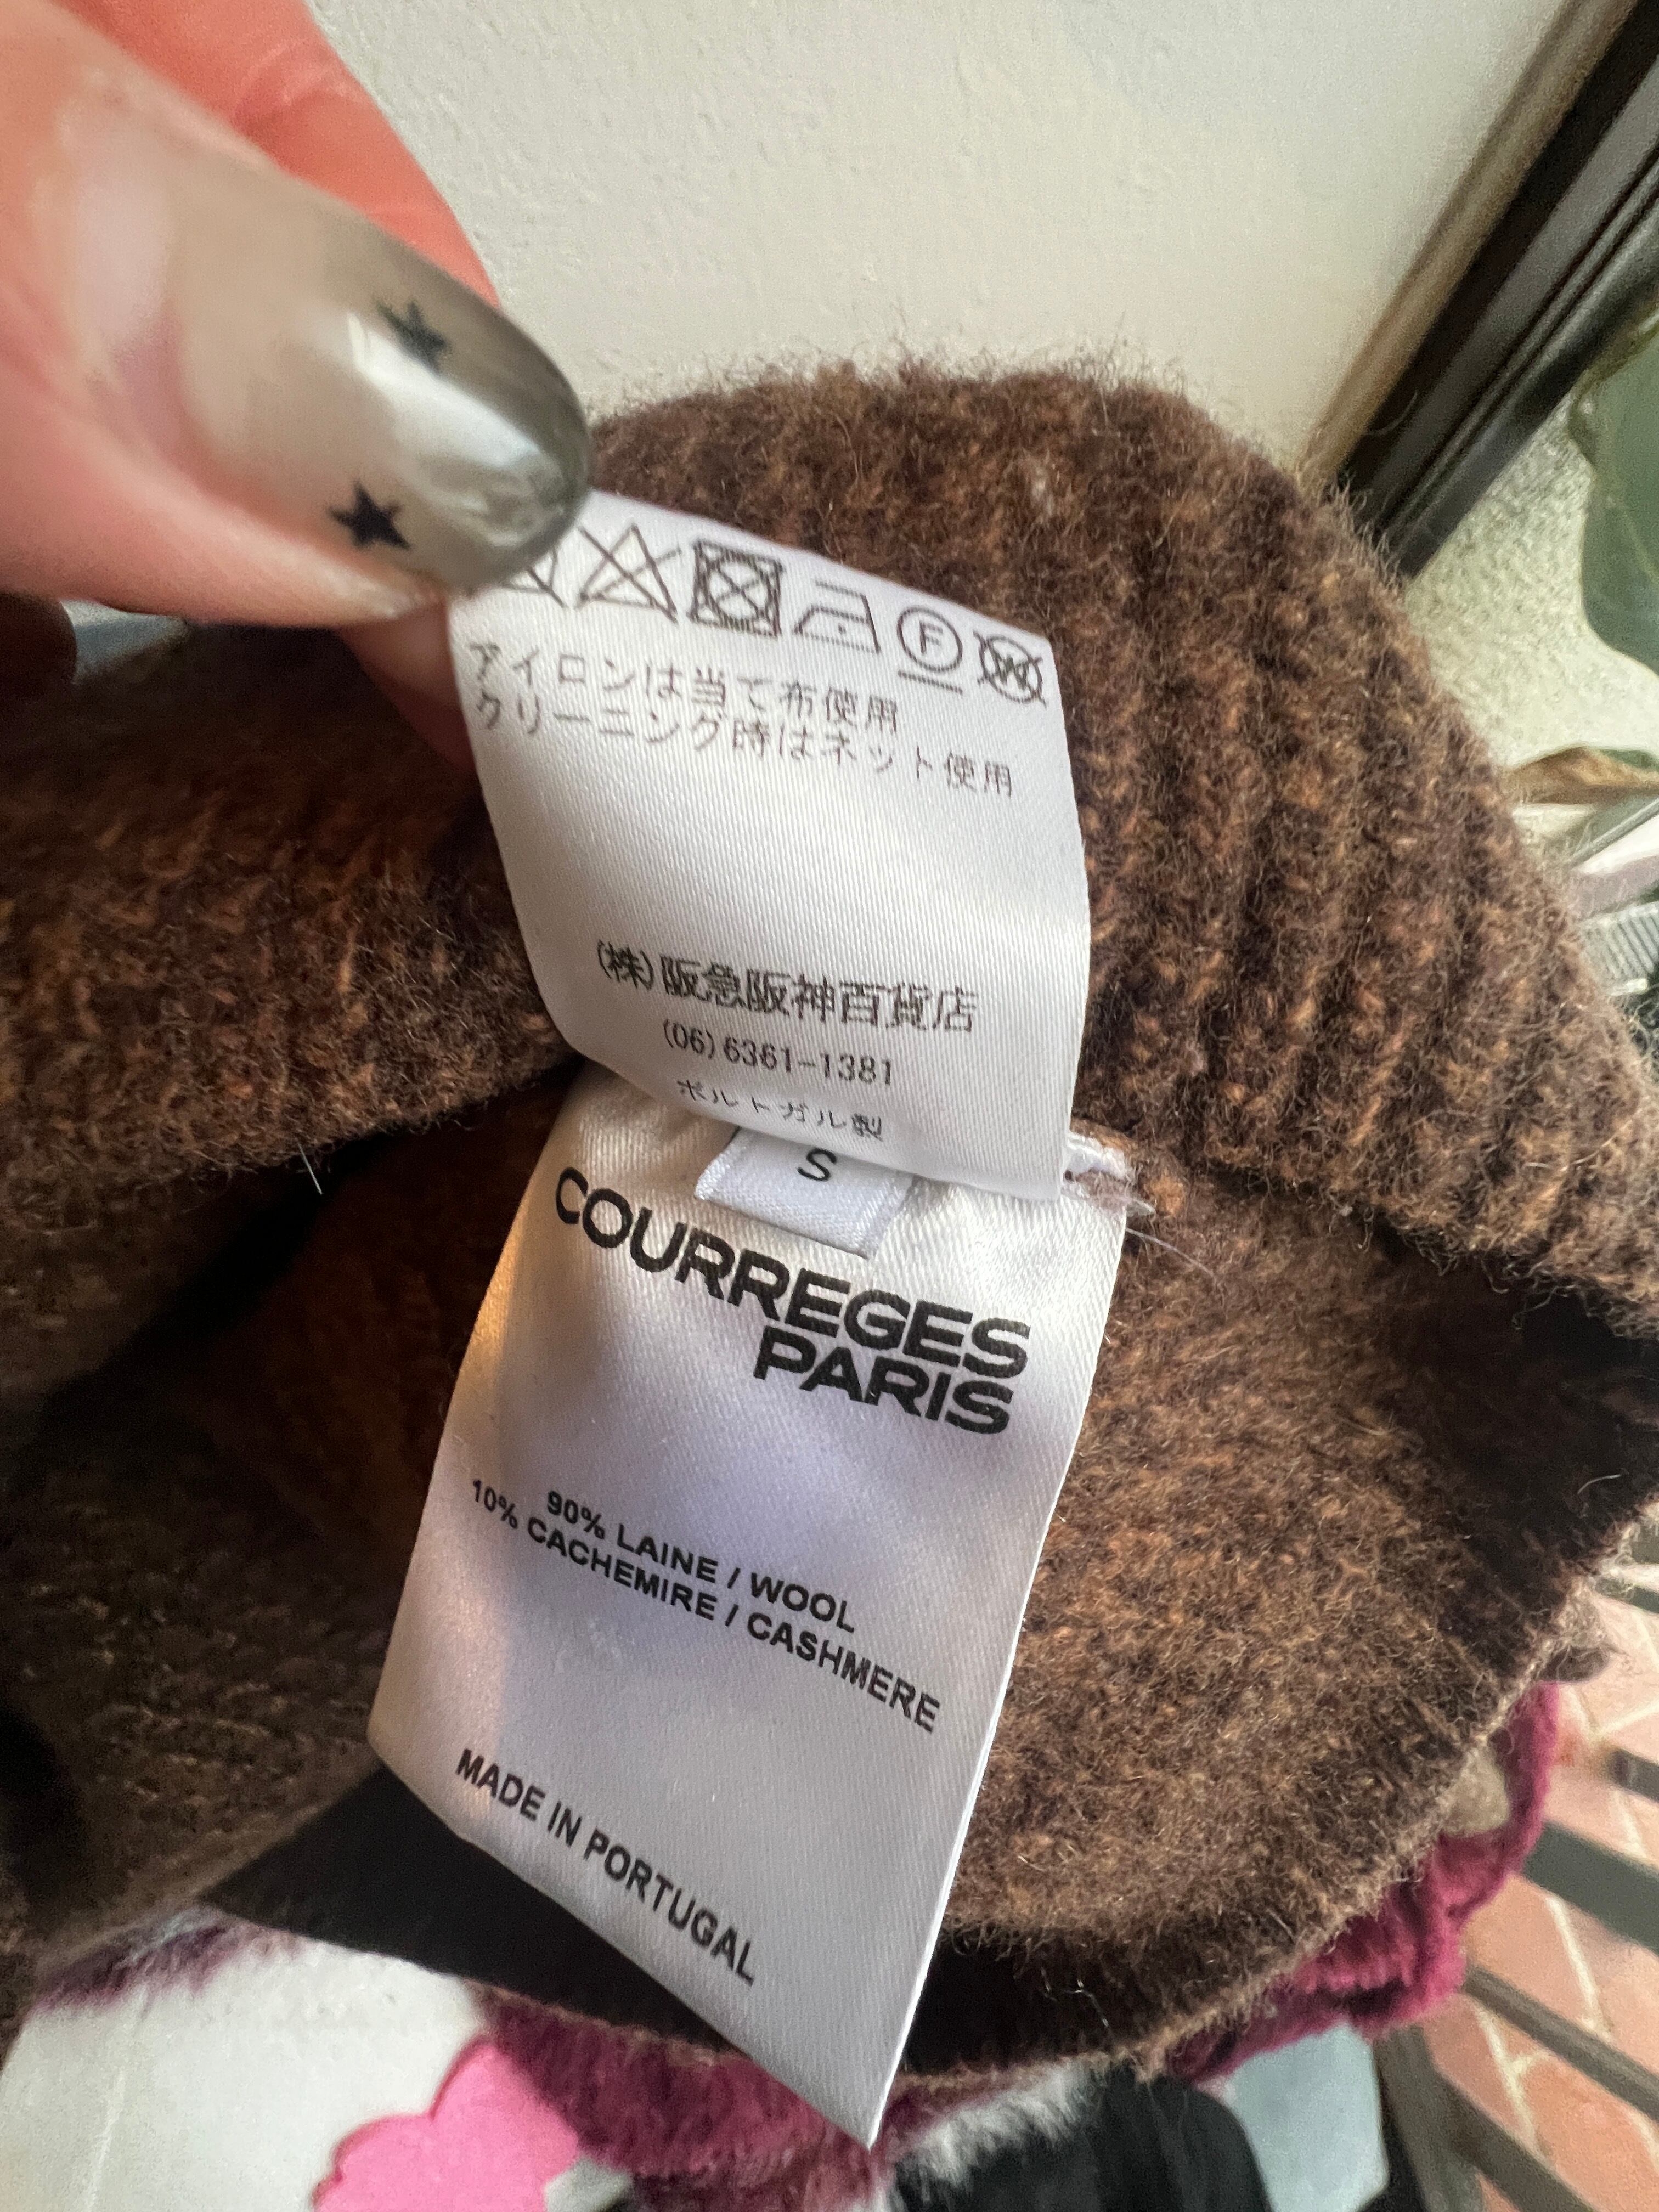 F
W
アイロンは当て布使用
クリーニング時はネット使用
(株)阪急阪神百貨店
(06)6361-1381
ポルトガル製
S
COURREGES
PARIS
90% LAINE / WOOL
10% CACHEMIRE / CASHMERE
MADE IN PORTUGAL